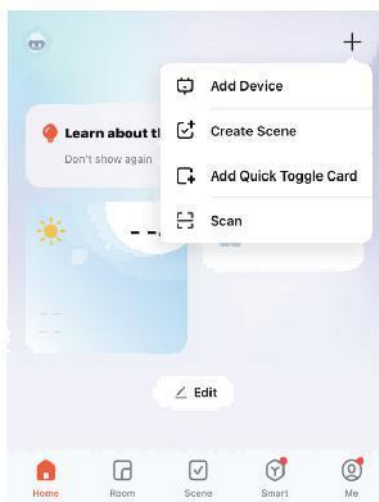 Add Device
Learn about t
Create Scene
Don't show again
Add Quick Toggle Card
Scan
--
Edit
Home Room Scene Smart Me